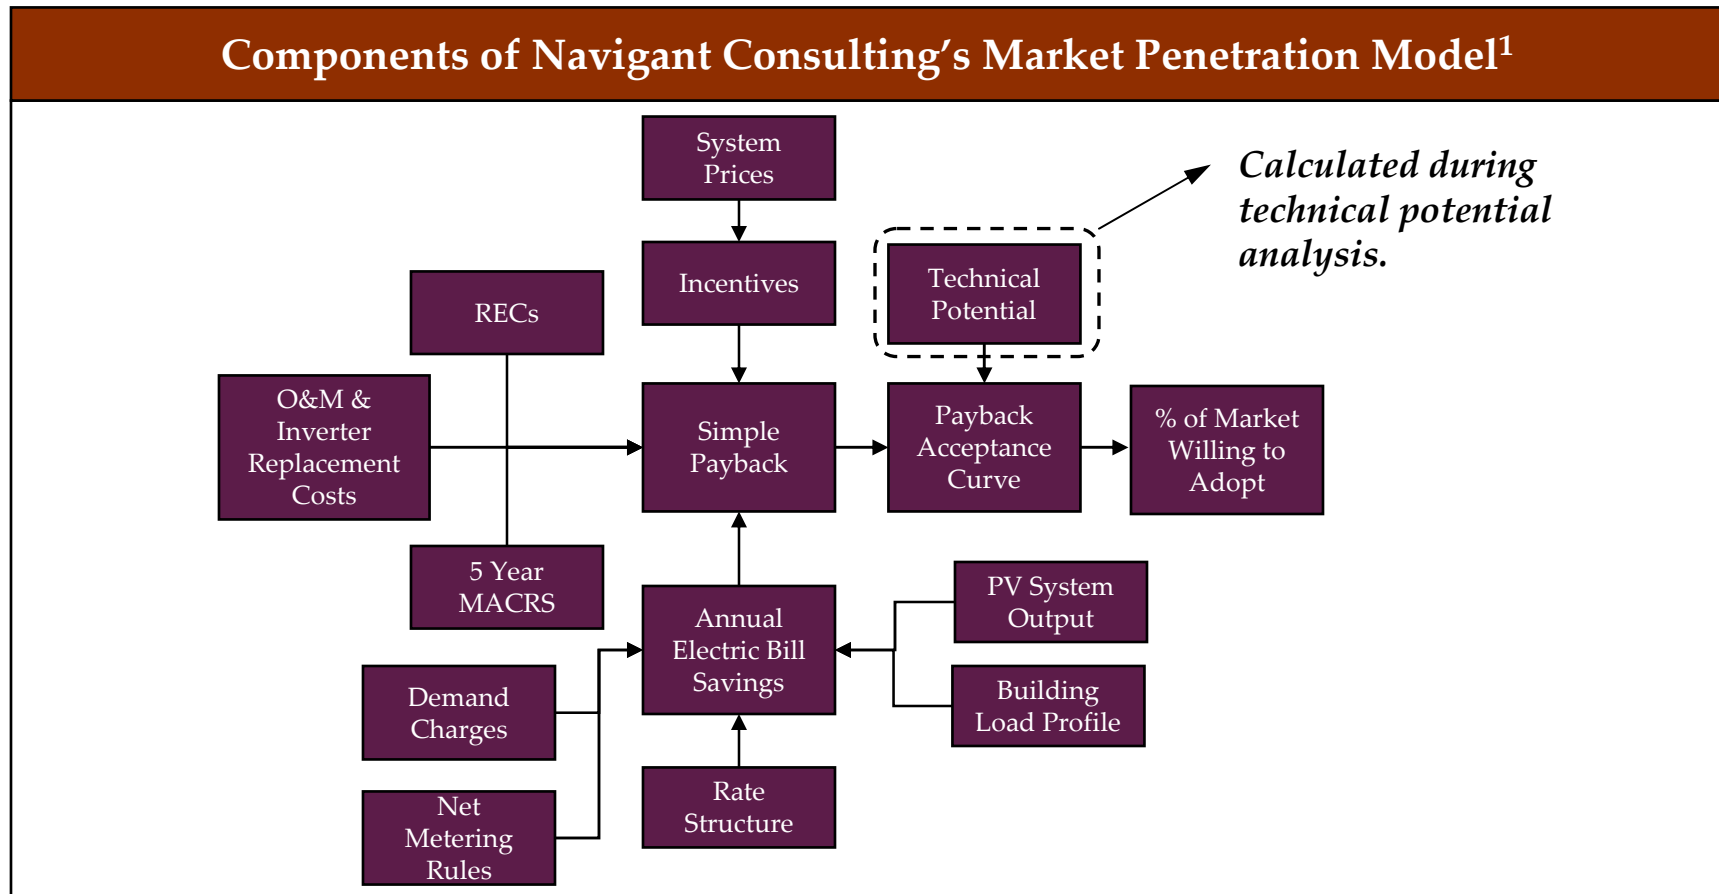 Components of Navigant Consulting's Market Penetration Model¹
System
Prices
Calculated during
technical potential
analysis.
Incentives
Technical
Potential
RECs
O&M &
Inverter
Replacement
Costs
Simple
Payback
Payback
Acceptance
Curve
% of Market
Willing to
Adopt
5 Year
MACRS
Annual
Electric Bill
Savings
PV System
Output
Demand
Charges
Building
Load Profile
Net
Metering
Rules
Rate
Structure